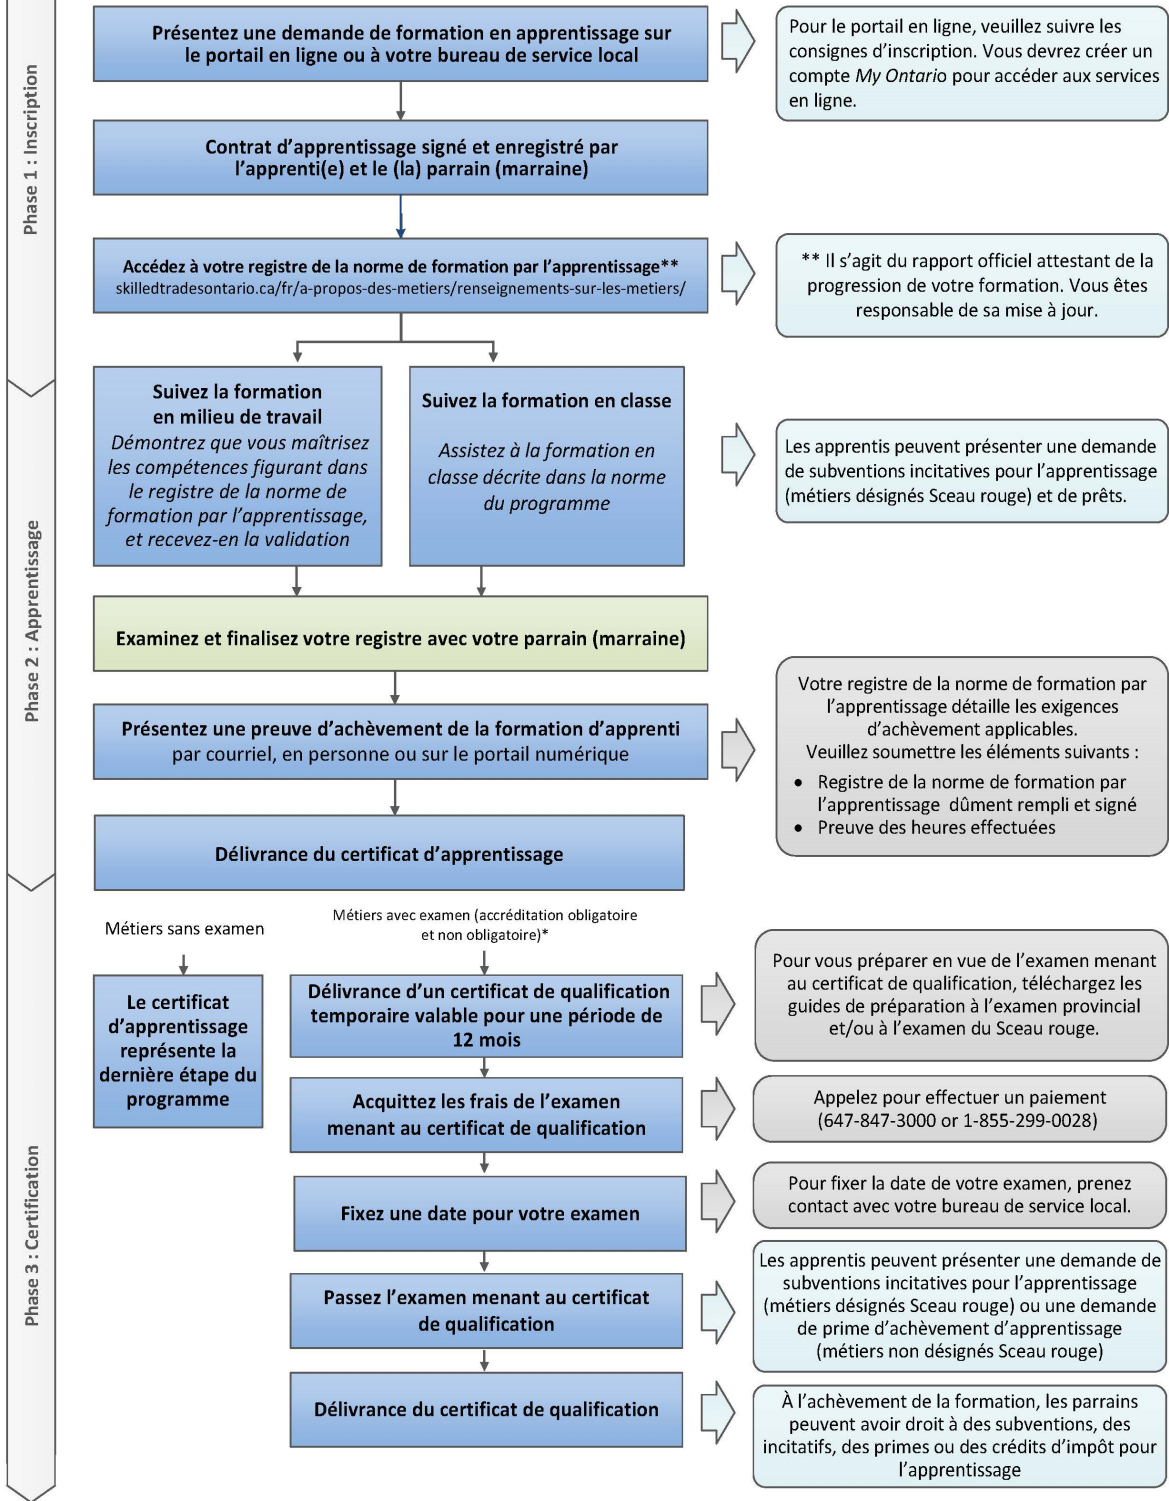 Phase 1 : Inscription
Présentez une demande de formation en apprentissage sur
le portail en ligne ou à votre bureau de service local
Pour le portail en ligne, veuillez suivre les
consignes d’inscription. Vous devrez créer un
compte My Ontario pour accéder aux services
en ligne.
Contrat d’apprentissage signé et enregistré par
l’apprenti(e) et le (la) parrain (marraine)
Accédez à votre registre de la norme de formation par l’apprentissage**
skilledtradesontario.ca/fr/a-propos-des-metiers/renseignements-sur-les-metiers/
** Il s’agit du rapport officiel attestant de la
progression de votre formation. Vous êtes
responsable de sa mise à jour.
Phase 2 : Apprentissage
Suivez la formation
en milieu de travail
Démontrez que vous maîtrisez
les compétences figurant dans
le registre de la norme de
formation par l’apprentissage,
et recevez-en la validation
Suivez la formation en classe
Assistez à la formation en
classe décrite dans la norme
du programme
Les apprentis peuvent présenter une demande
de subventions incitatives pour l’apprentissage
(métiers désignés Sceau rouge) et de prêts.
Examinez et finalisez votre registre avec votre parrain (marraine)
Présentez une preuve d’achèvement de la formation d’apprenti
par courriel, en personne ou sur le portail numérique
Votre registre de la norme de formation par
l’apprentissage détaille les exigences
d’achèvement applicables.
Veuillez soumettre les éléments suivants :
• Registre de la norme de formation par
l’apprentissage dûment rempli et signé
• Preuve des heures effectuées
Délivrance du certificat d’apprentissage
Phase 3 : Certification
Métiers sans examen
Le certificat
d’apprentissage
représente la
dernière étape du
programme
Métiers avec examen (accréditation obligatoire
et non obligatoire)*
Délivrance d’un certificat de qualification
temporaire valable pour une période de
12 mois
Pour vous préparer en vue de l’examen menant
au certificat de qualification, téléchargez les
guides de préparation à l’examen provincial
et/ou à l’examen du Sceau rouge.
Acquittez les frais de l’examen
menant au certificat de qualification
Appelez pour effectuer un paiement
(647-847-3000 or 1-855-299-0028)
Fixez une date pour votre examen
Pour fixer la date de votre examen, prenez
contact avec votre bureau de service local.
Passez l’examen menant au certificat
de qualification
Les apprentis peuvent présenter une demande de
subventions incitatives pour l’apprentissage
(métiers désignés Sceau rouge) ou une demande
de prime d’achèvement d’apprentissage
(métiers non désignés Sceau rouge)
Délivrance du certificat de qualification
À l’achèvement de la formation, les parrains
peuvent avoir droit à des subventions, des
incitatifs, des primes ou des crédits d’impôt pour
l’apprentissage